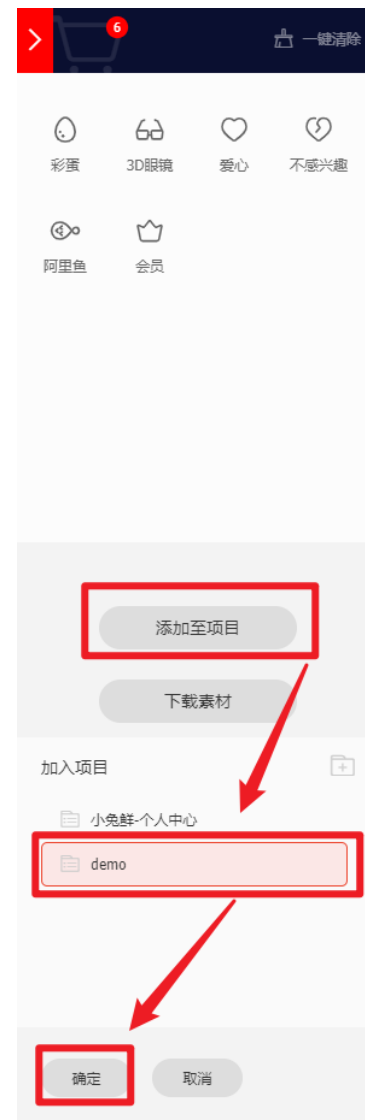 6
一键清除
彩蛋 3D眼镜 爱心 不感兴趣
阿里鱼 会员
添加至项目
下载素材
加入项目
小兔鲜-个人中心
demo
确定 取消